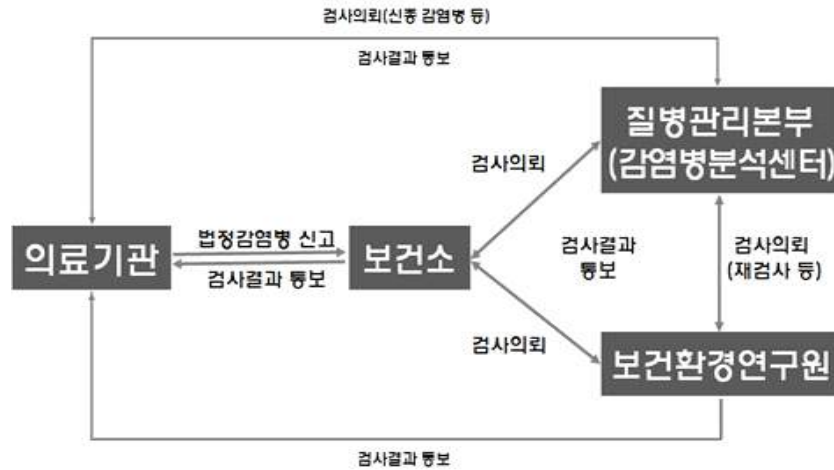 검사의뢰(신종 감염병 등)
검사결과 통보
질병관리본부
(감염병분석센터)
검사의뢰
법정감염병 신고
의료기관
보건소
검사결과 통보
검사결과
통보
검사의뢰
(재검사 등)
검사의뢰
보건환경연구원
검사결과 통보